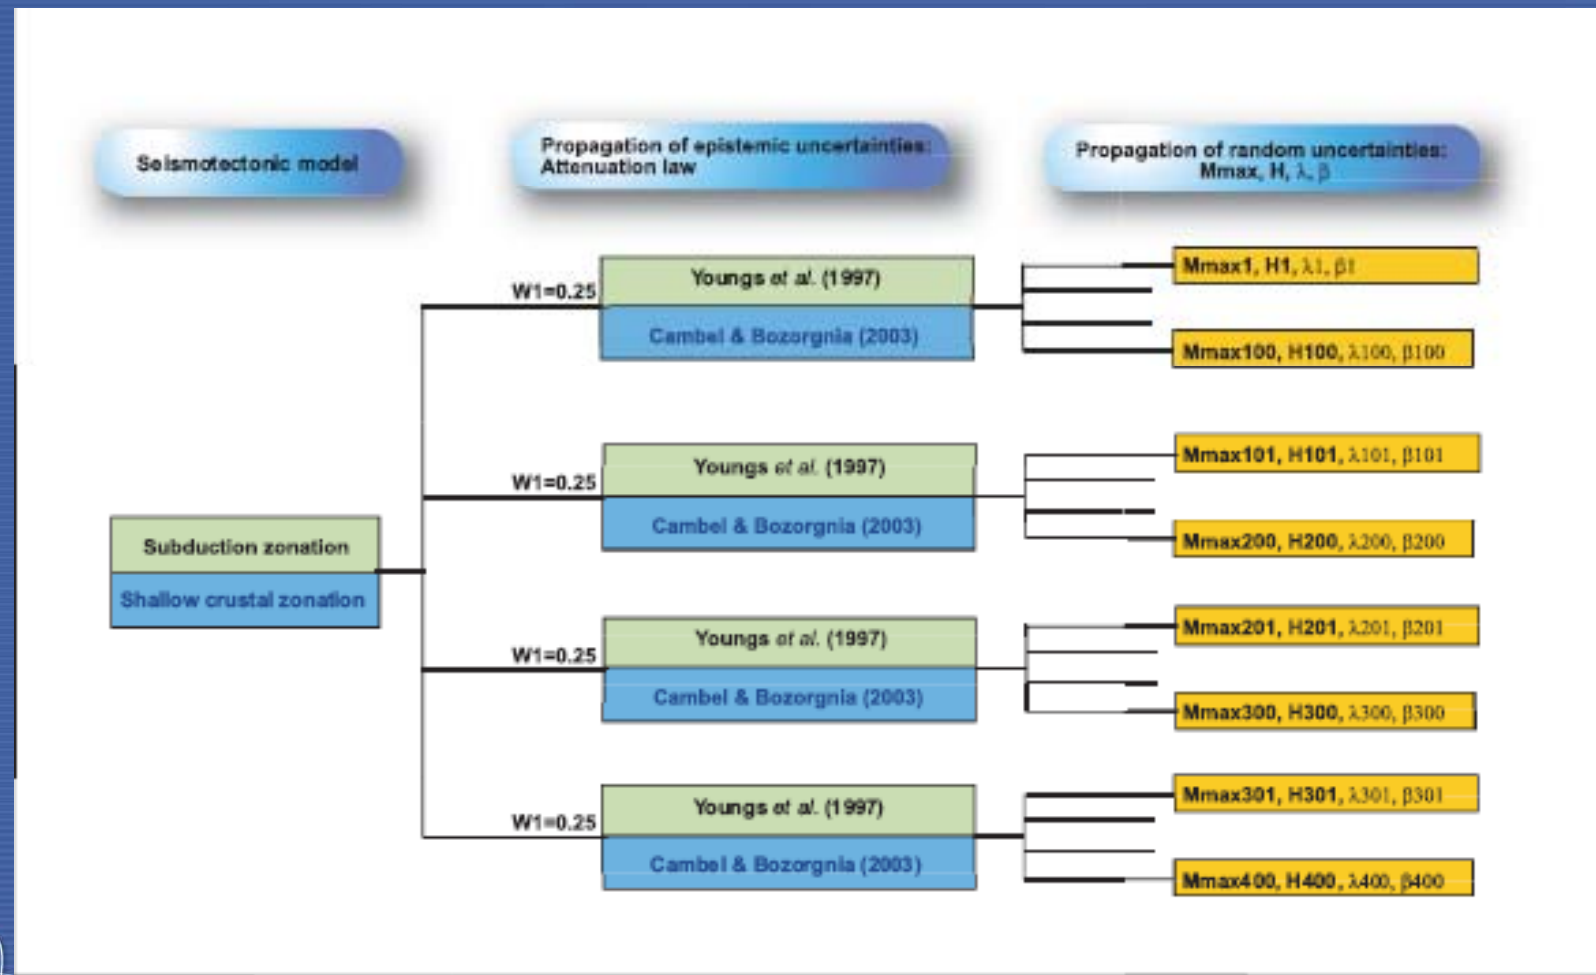 Seismotectonic model
Propagation of epistemic uncertainties:
Attenuation law
Propagation of random uncertainties:
Mmax, H, λ, β
W1=0.25
Youngs et al. (1997)
Cambel & Bozorgnia (2003)
Mmax1, H1, λ1, β1
Mmax100, H100, λ100, β100
W1=0.25
Youngs et al. (1997)
Cambel & Bozorgnia (2003)
Mmax101, H101, λ101, β101
Mmax200, H200, λ200, β200
Subduction zonation
Shallow crustal zonation
W1=0.25
Youngs et al. (1997)
Cambel & Bozorgnia (2003)
Mmax201, H201, λ201, β201
Mmax300, H300, λ300, β300
W1=0.25
Youngs et al. (1997)
Cambel & Bozorgnia (2003)
Mmax301, H301, λ301, β301
Mmax400, H400, λ400, β400